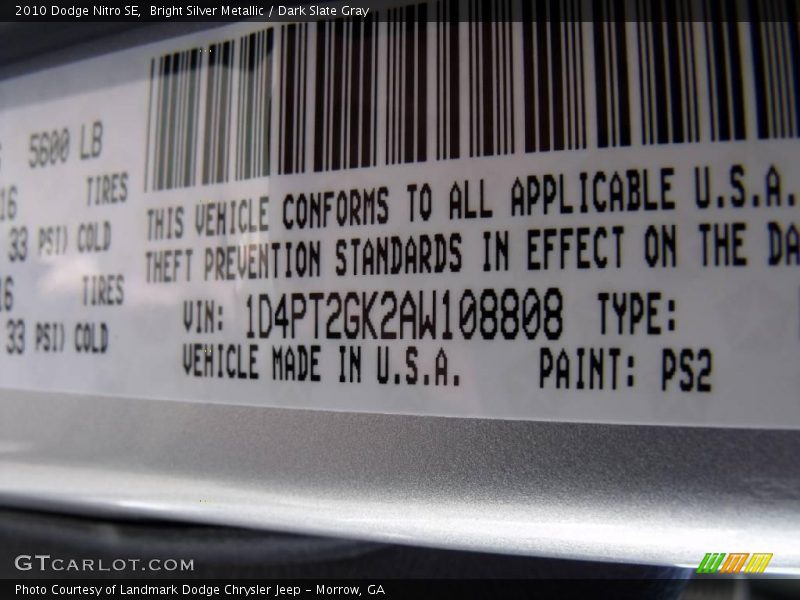 2010 Dodge Nitro SE,  Bright Silver Metallic / Dark Slate Gray
5600 LB
16 TIRES
33 PSI) COLD
16 TIRES
33 PSI) COLD
THIS VEHICLE CONFORMS TO ALL APPLICABLE U.S.A.
THEFT PREVENTION STANDARDS IN EFFECT ON THE DA
VIN: 1D4PT2GK2AW108808 TYPE:
VEHICLE MADE IN U.S.A. PAINT: PS2
GTCARLOT.COM
Photo Courtesy of Landmark Dodge Chrysler Jeep – Morrow, GA